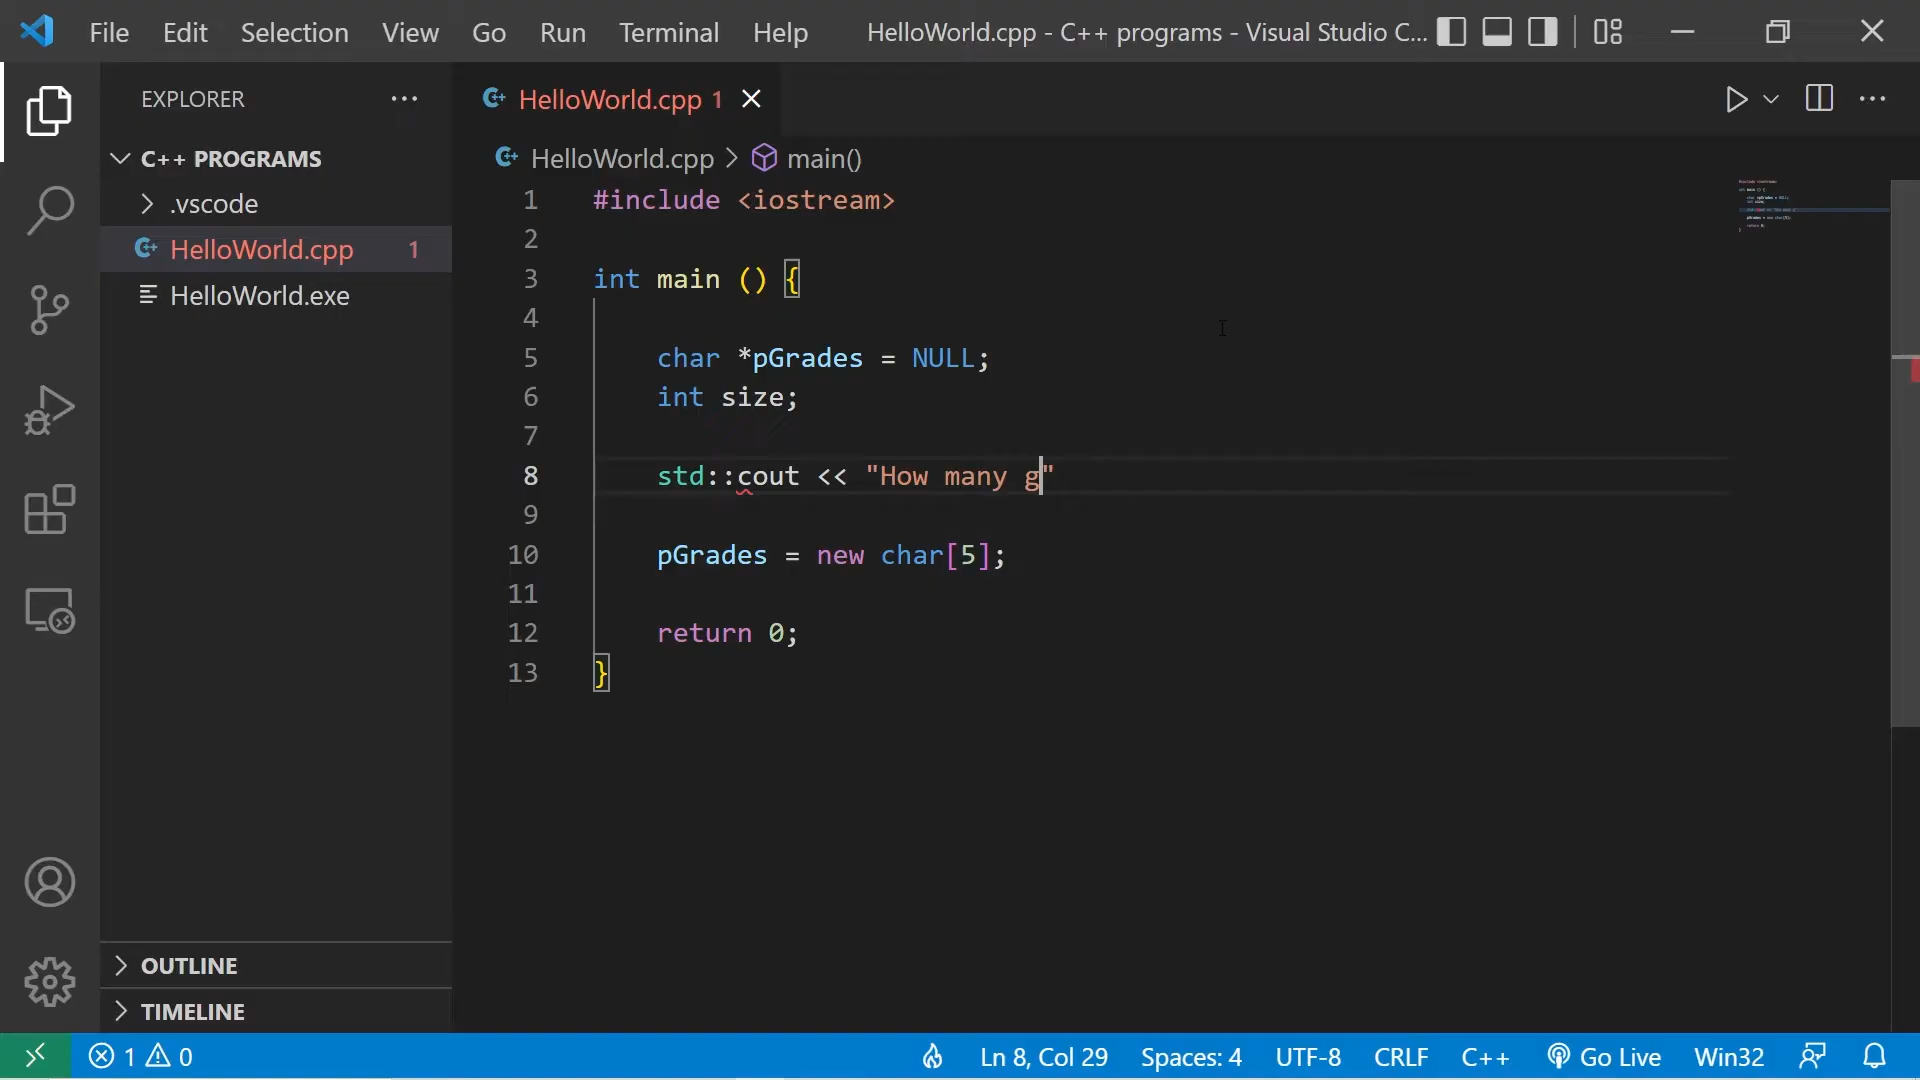 File Edit Selection View Go Run Terminal Help HelloWorld.cpp - C++ programs - Visual Studio C...
EXPLORER
C++ PROGRAMS
.vscode
HelloWorld.cpp 1
HelloWorld.exe
OUTLINE
TIMELINE
HelloWorld.cpp 1
HelloWorld.cpp > main()
1 #include <iostream>
2
3 int main () {
4
5 char *pGrades = NULL;
6 int size;
7
8 std::cout << "How many g"
9
10 pGrades = new char[5];
11
12 return 0;
13 }
1 0 Ln 8, Col 29 Spaces: 4 UTF-8 CRLF C++ Go Live Win32